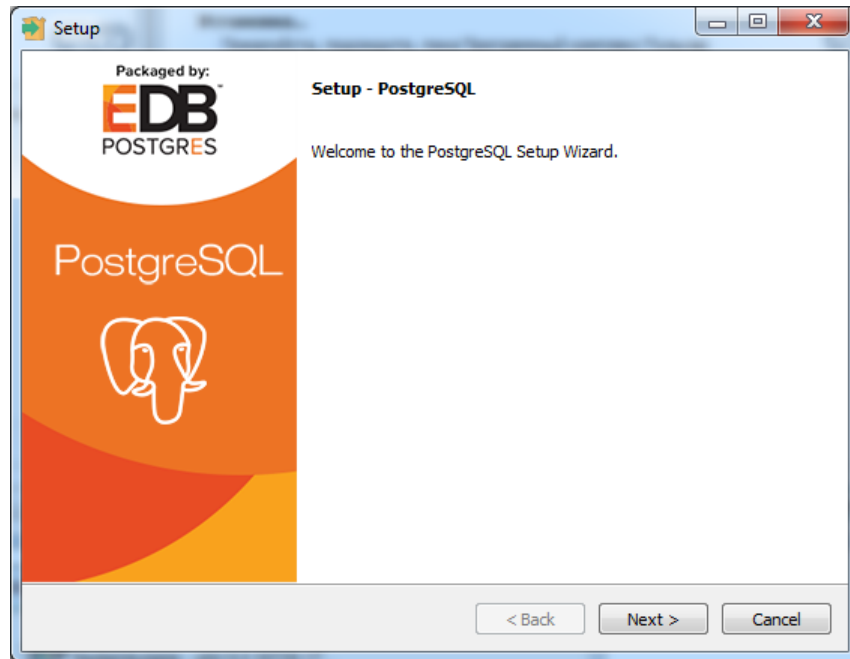 Setup
Packaged by:
EDB
POSTGRES
Setup - PostgreSQL
Welcome to the PostgreSQL Setup Wizard.
PostgreSQL
< Back
Next >
Cancel